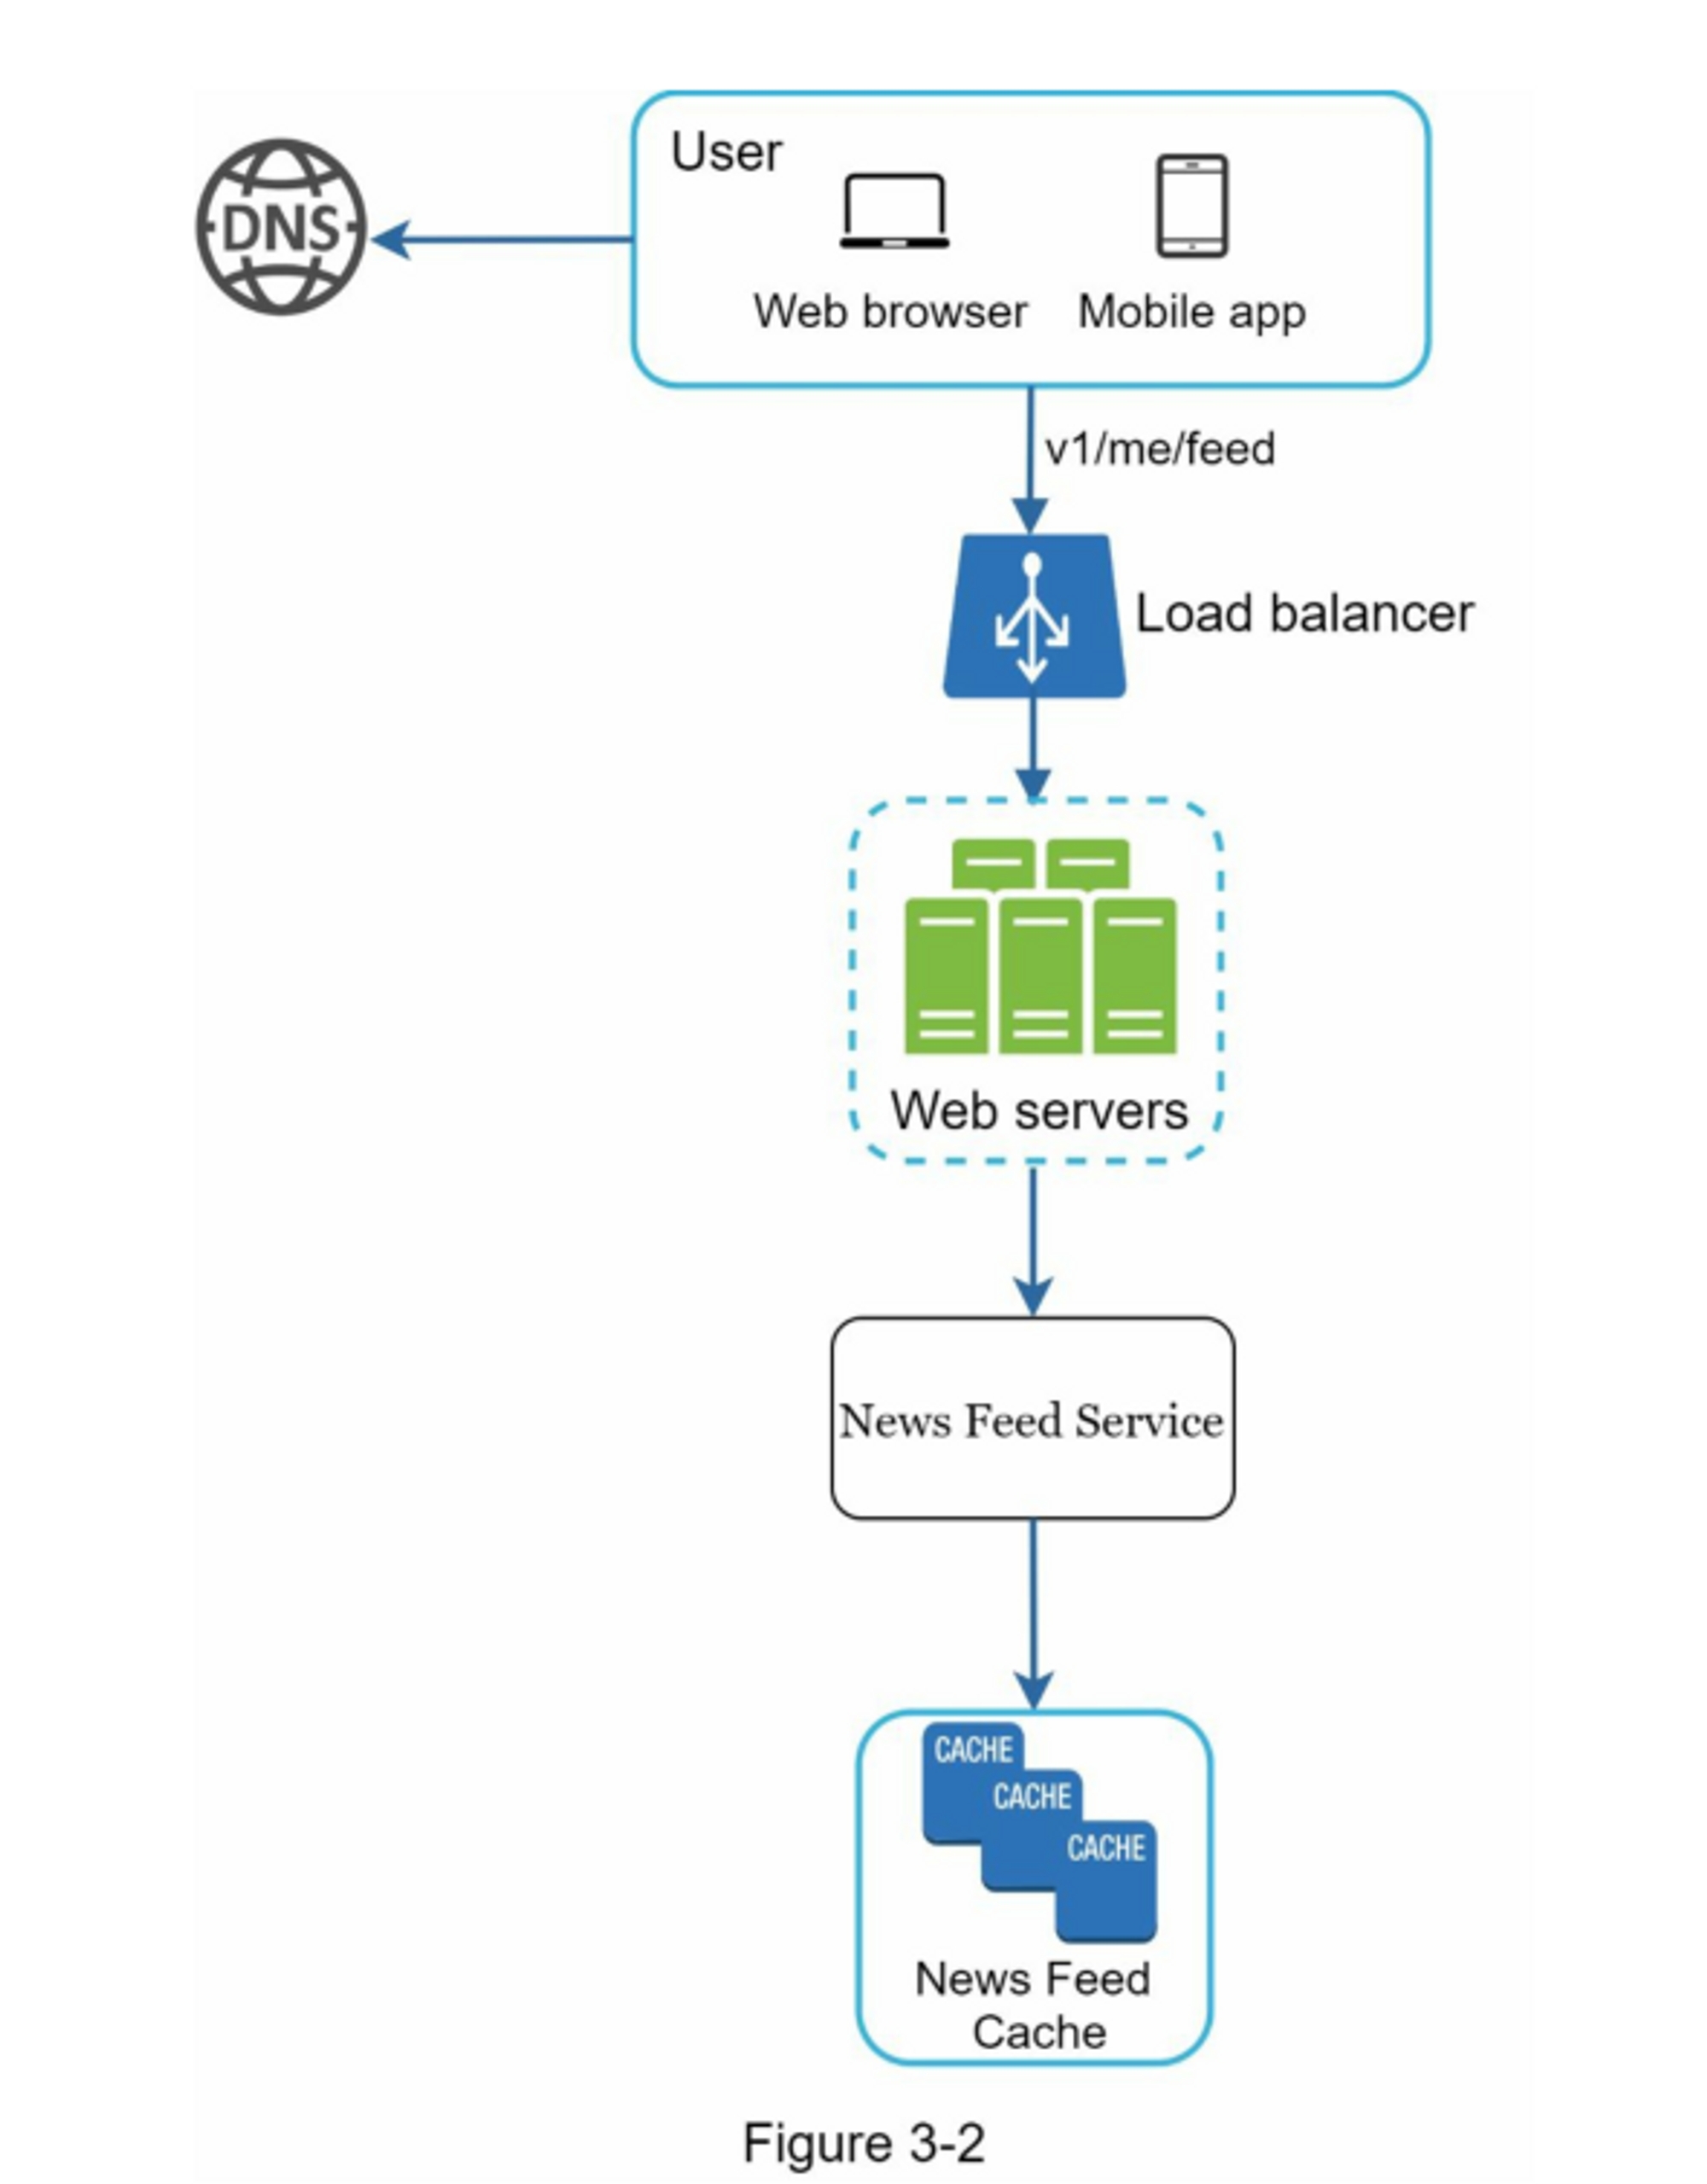 User
DNS
Web browser
Mobile app
v1/me/feed
Load balancer
Web servers
News Feed Service
CACHE
CACHE
CACHE
News Feed
Cache
Figure 3-2